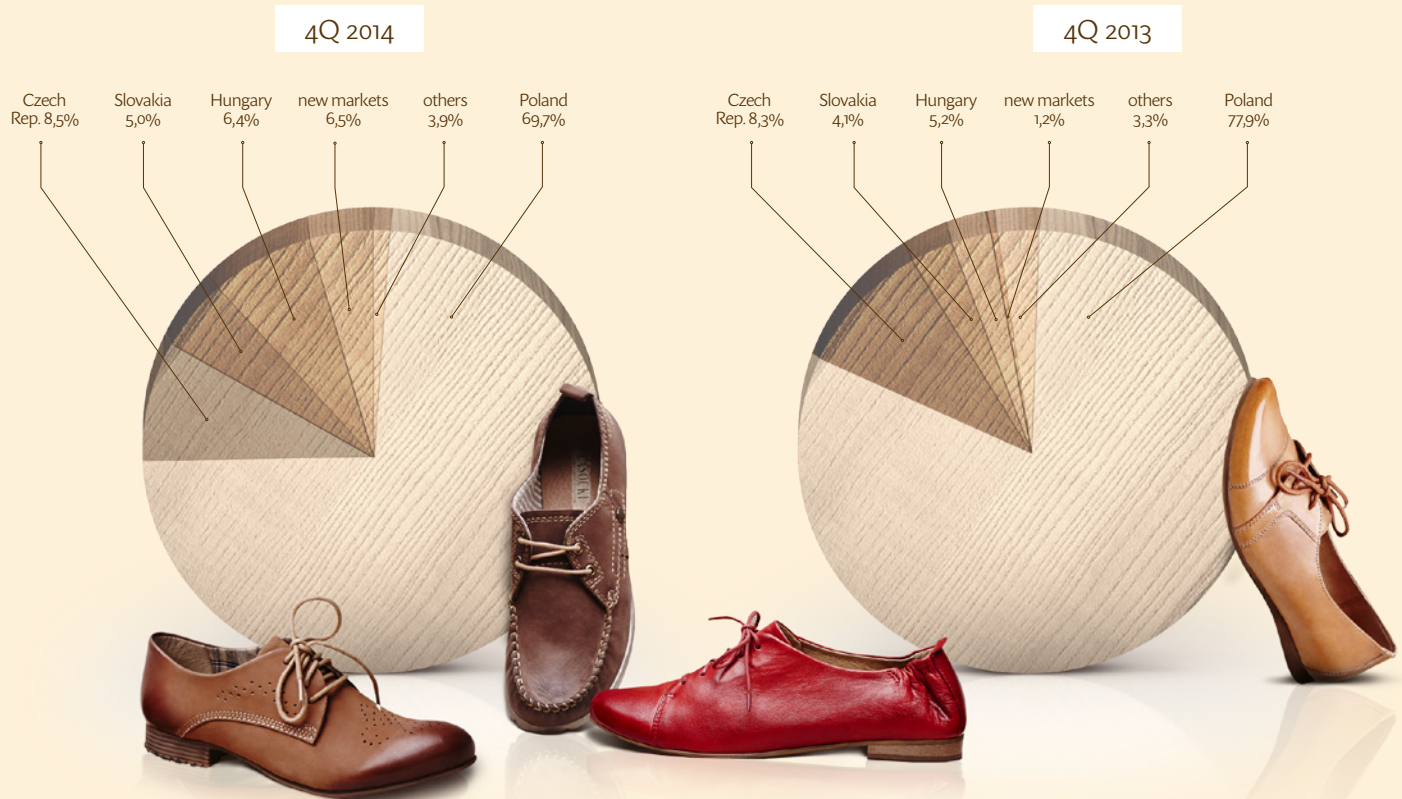 4Q 2014
Czech
Rep. 8,5%
Slovakia
5,0%
Hungary
6,4%
new markets
6,5%
others
3,9%
Poland
69,7%
4Q 2013
Czech
Rep. 8,3%
Slovakia
4,1%
Hungary
5,2%
new markets
1,2%
others
3,3%
Poland
77,9%